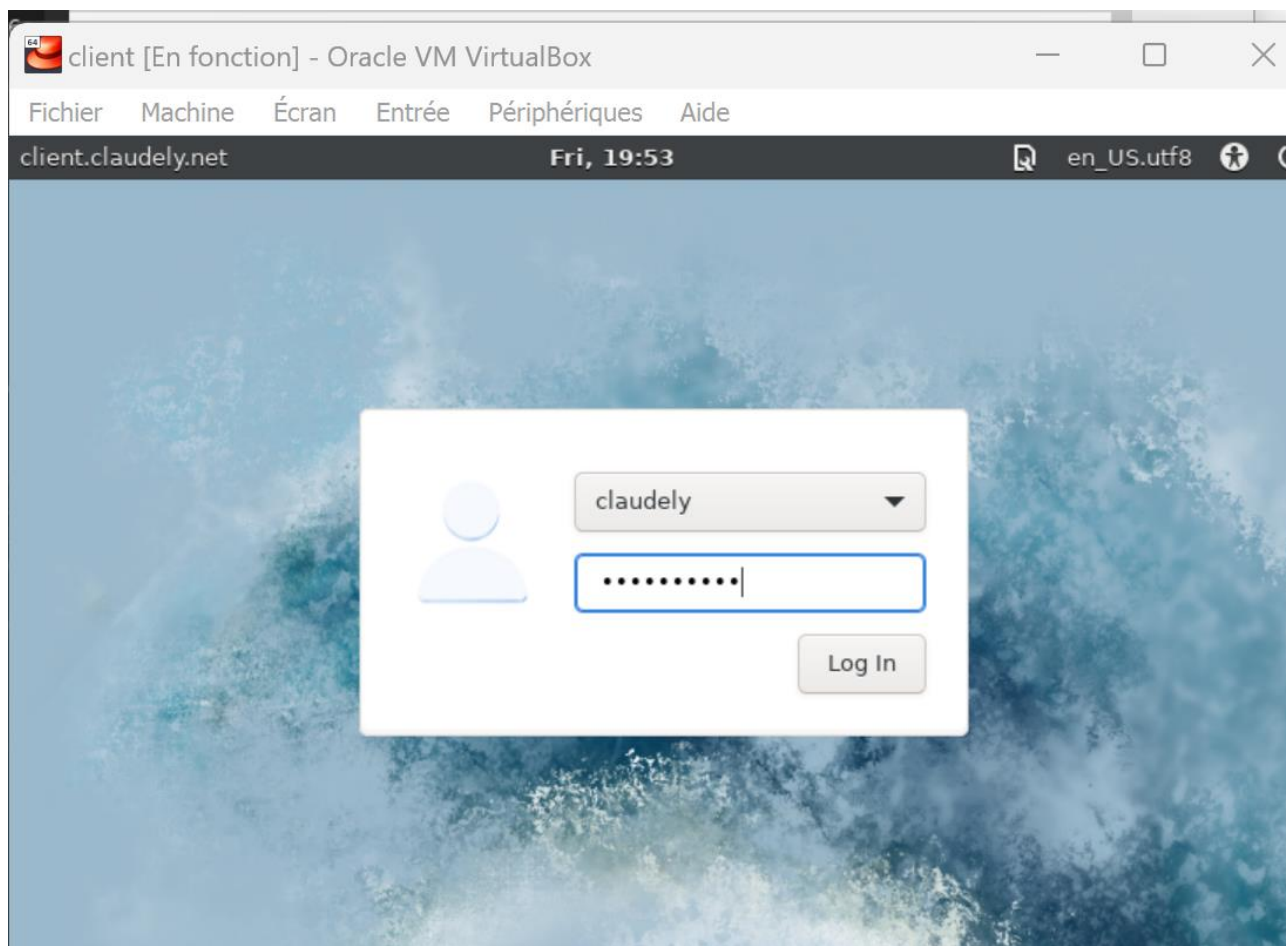 64
client [En fonction] - Oracle VM VirtualBox
Fichier Machine Écran Entrée Périphériques Aide
client.claudely.net Fri, 19:53 en_US.utf8
claudely
••••••••••
Log In